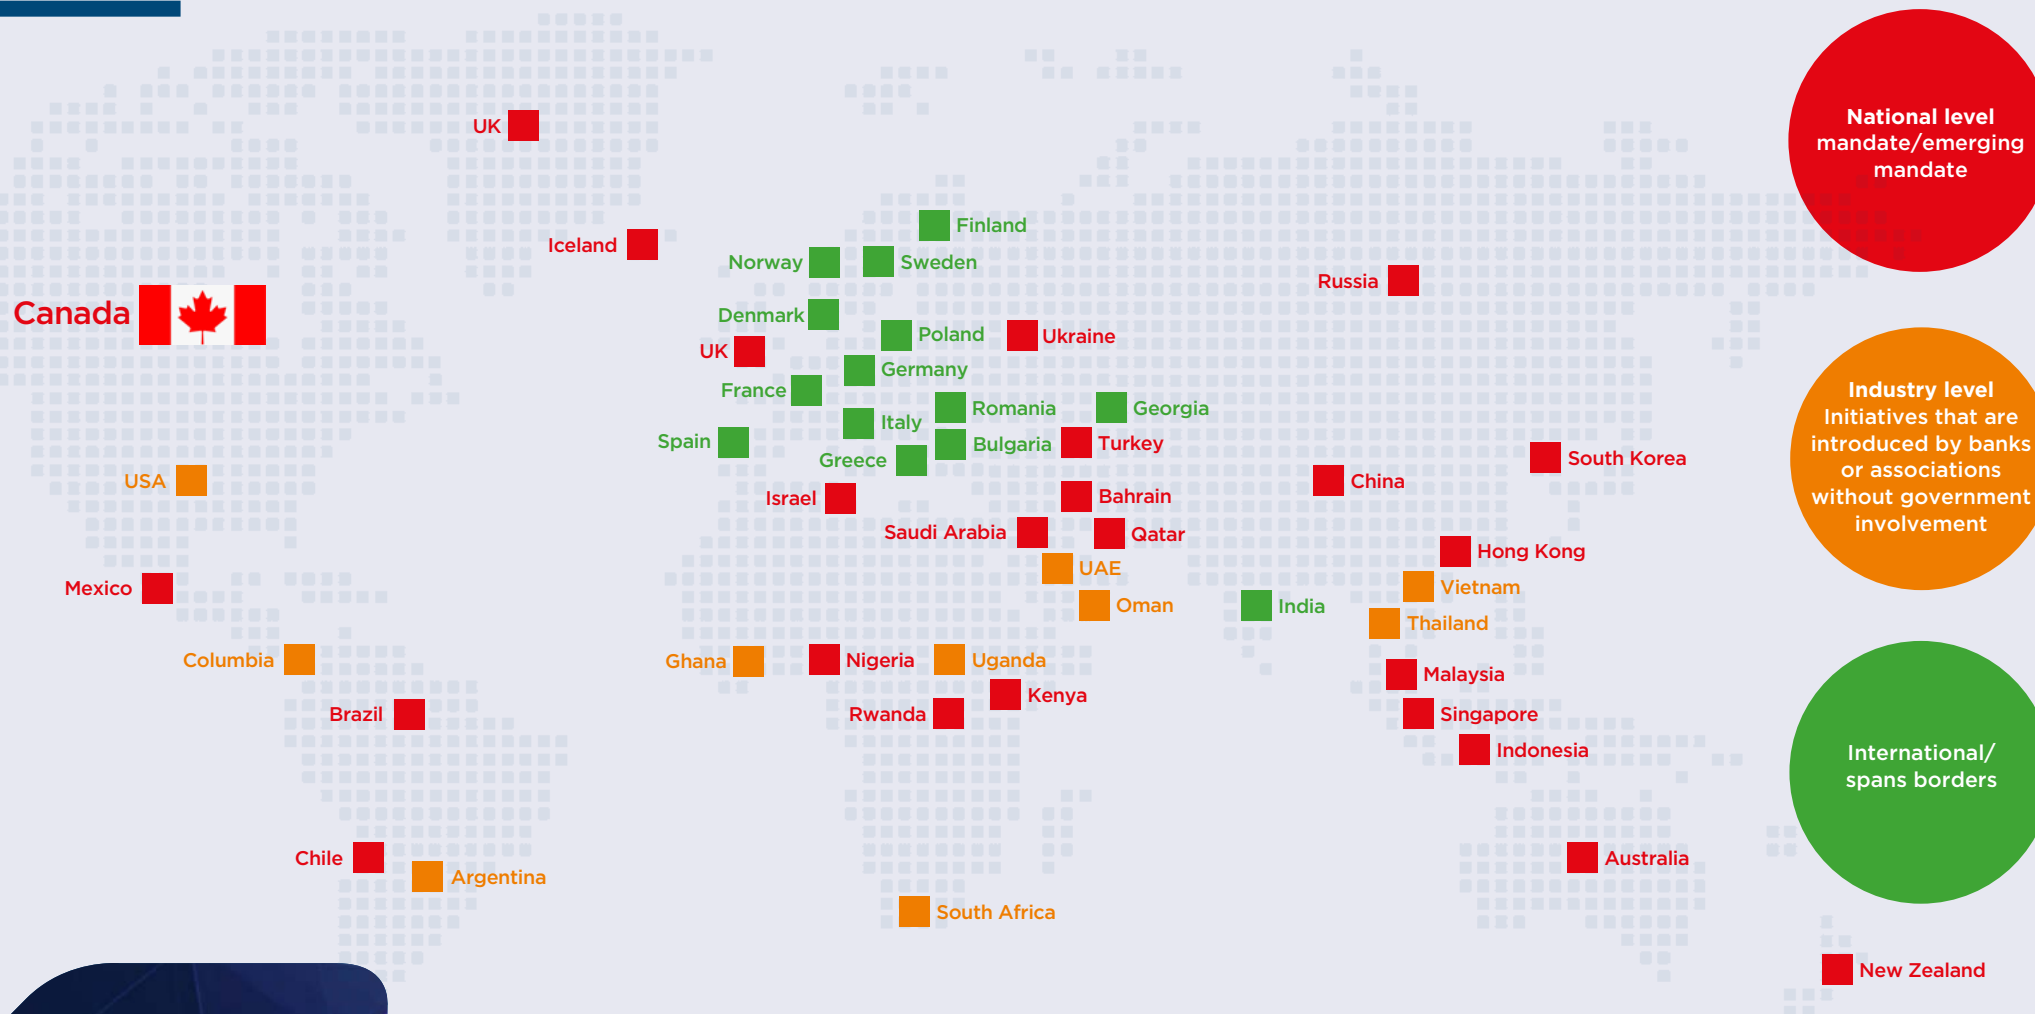 UK
Iceland
Canada
USA
Mexico
Columbia
Brazil
Chile
Argentina
Finland
Norway
Sweden
Denmark
Poland
Ukraine
UK
Germany
France
Romania
Georgia
Italy
Spain
Bulgaria
Turkey
Greece
Israel
Bahrain
Saudi Arabia
Qatar
UAE
Oman
Ghana
Nigeria
Uganda
Kenya
Rwanda
South Africa
Russia
South Korea
China
Hong Kong
Vietnam
India
Thailand
Malaysia
Singapore
Indonesia
Australia
New Zealand
National level
mandate/emerging
mandate
Industry level
Initiatives that are
introduced by banks
or associations
without government
involvement
International/
spans borders